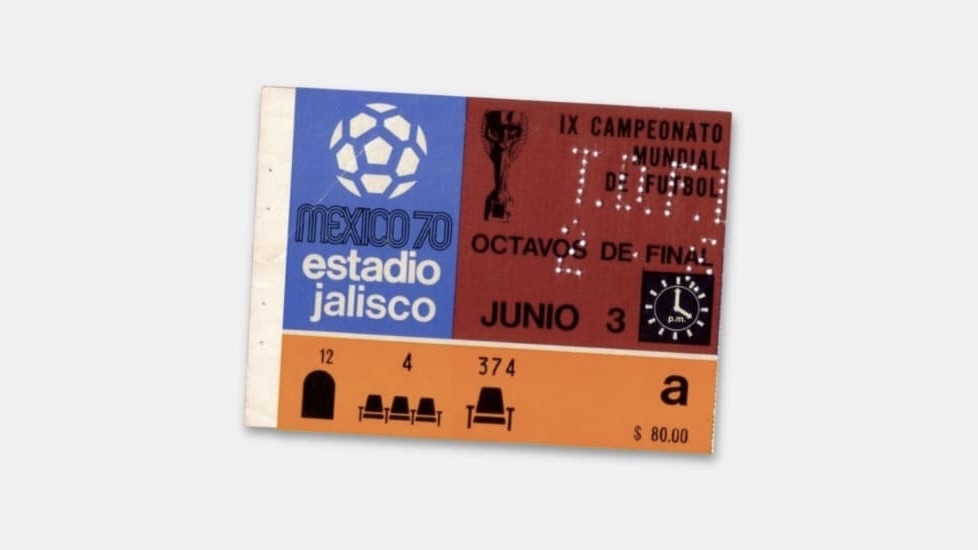 MEXICO 70
estadio
jalisco
IX CAMPEONATO
MUNDIAL
DE FUTBOL
OCTAVOS DE FINAL
JUNIO 3
p.m.
12
4
374
a
$ 80.00